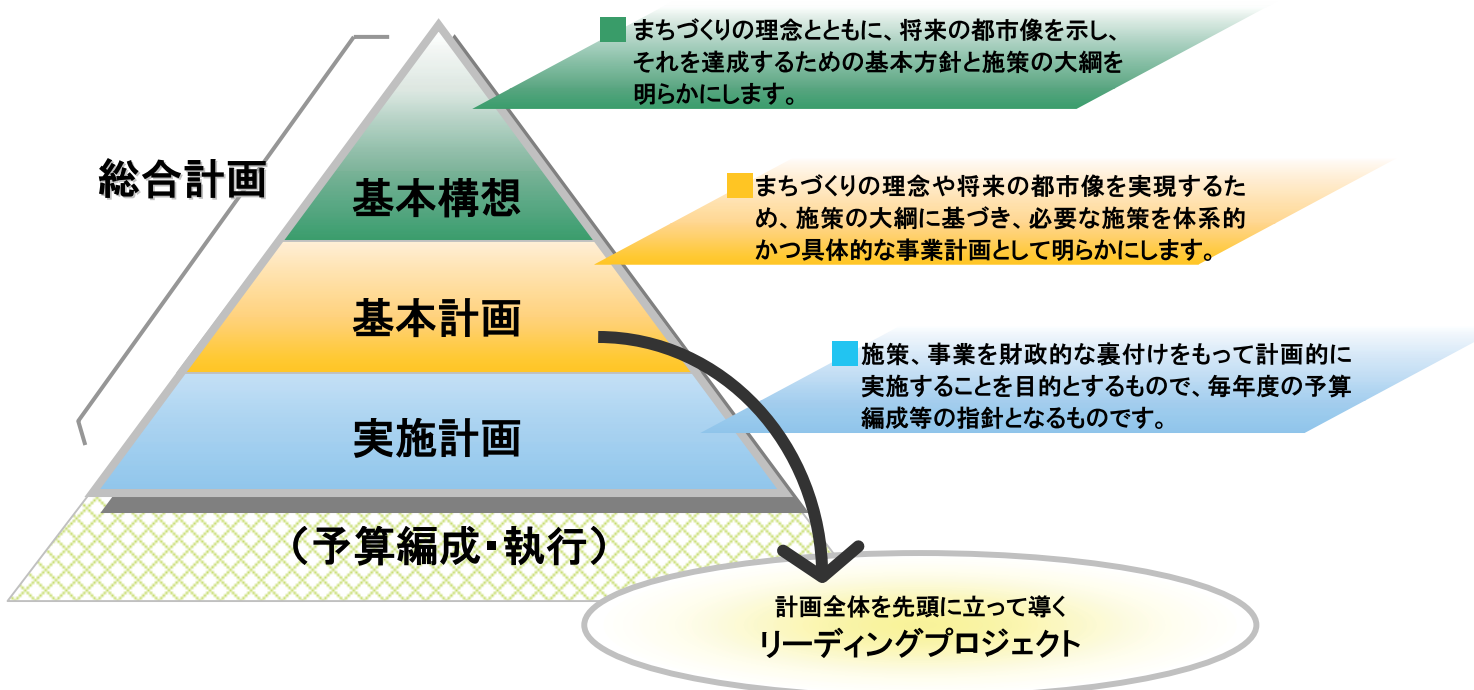 まちづくりの理念とともに、将来の都市像を示し、
それを達成するための基本方針と施策の大綱を
明らかにします。
総合計画
基本構想
まちづくりの理念や将来の都市像を実現するた
め、施策の大綱に基づき、必要な施策を体系的
かつ具体的な事業計画として明らかにします。
基本計画
施策、事業を財政的な裏付けをもって計画的に
実施することを目的とするもので、毎年度の予算
編成等の指針となるものです。
実施計画
(予算編成・執行)
計画全体を先頭に立って導く
リーディングプロジェクト